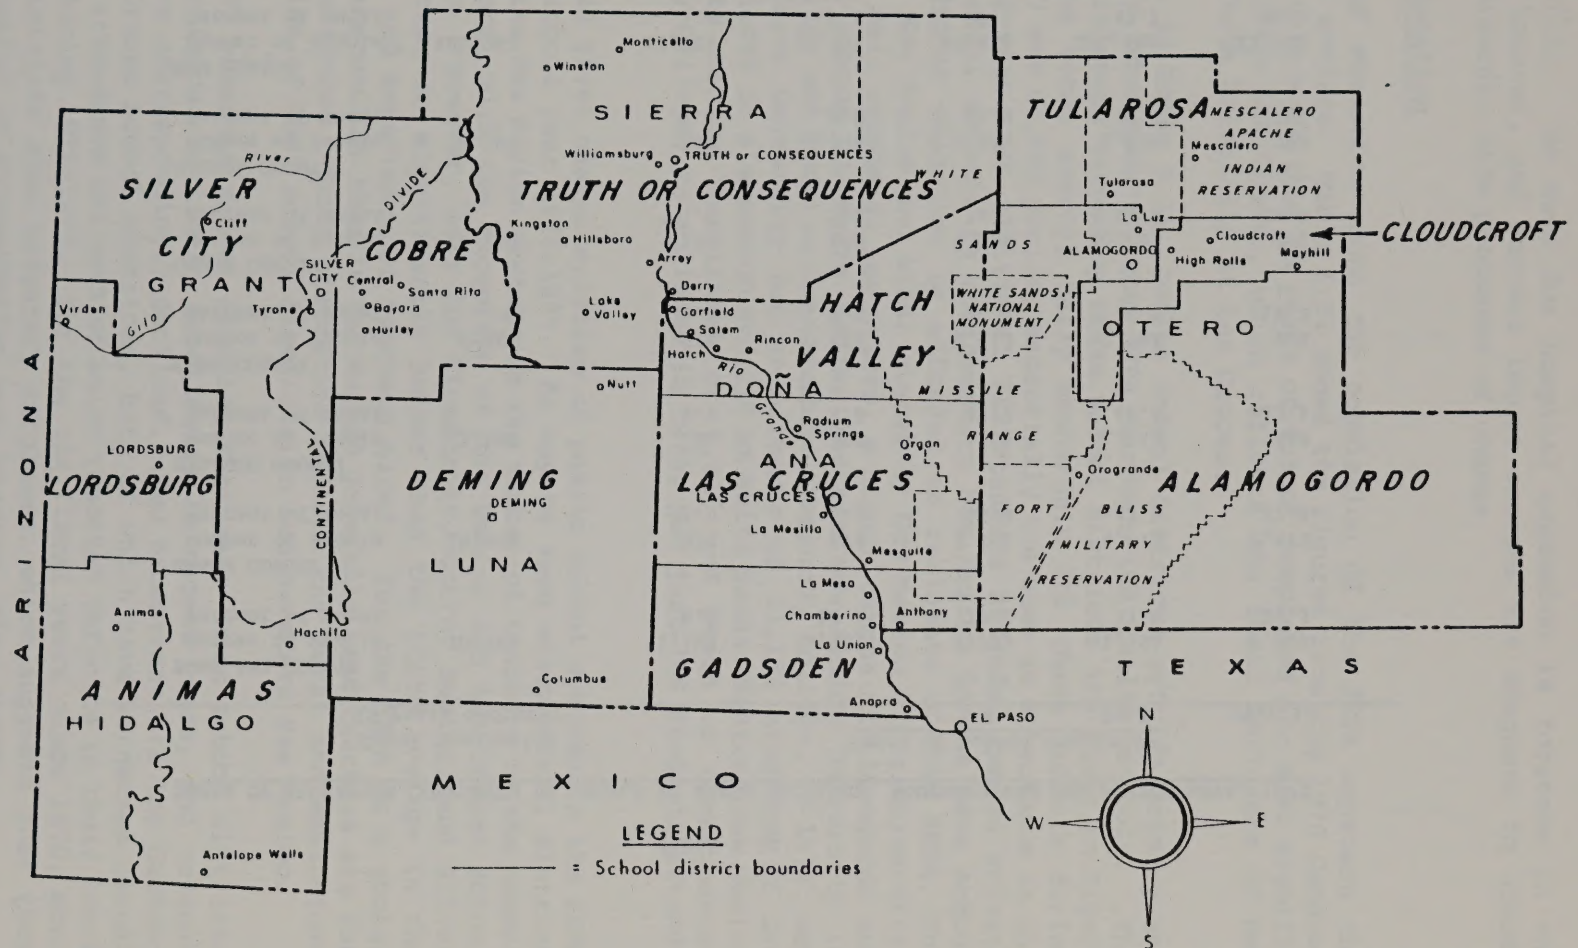 Monticello
Winston
SIERRA
TULAROSA
MESCALERO
APACHE
Mescalero
INDIAN
RESERVATION
River
Williamsburg
TRUTH or CONSEQUENCES
TRUTH OR CONSEQUENCES
WHITE
SILVER
CITY
Cliff
DIVIDE
Tularosa
La Luz
Kingston
Hillsboro
COBRE
SANDS
ALAMOGORDO
Cloudcroft
CLOUDCROFT
High Rolls
Mayhill
GRANT
SILVER
CITY
Central
Santa Rita
Arrey
Derry
HATCH
WHITE SANDS
NATIONAL
MONUMENT
Virden
Gila
Tyrone
Bayard
Hurley
Lake
Valley
Garfield
Salem
OTERO
Hatch
Rincon
VALLEY
Rio
Nutt
DOÑA
MISSULE
Grande
Radium
Springs
Organ
RANGE
ARIZONA
LORDSBURG
LORDSBURG
CONTINENTAL
DEMING
DEMING
ANA
LAS CRUCES
LAS CRUCES
La Mesilla
Orogrande
ALAMOGORDO
FORT BLISS
MILITARY
RESERVATION
LUNA
Mesquite
La Mesa
Animas
Hachita
Chamberino
Anthony
La Union
ANIMAS
HIDALGO
Columbus
GADSDEN
TEXAS
Anapra
EL PASO
N
MEXICO
Antelope Wells
LEGEND
= School district boundaries
W
E
S